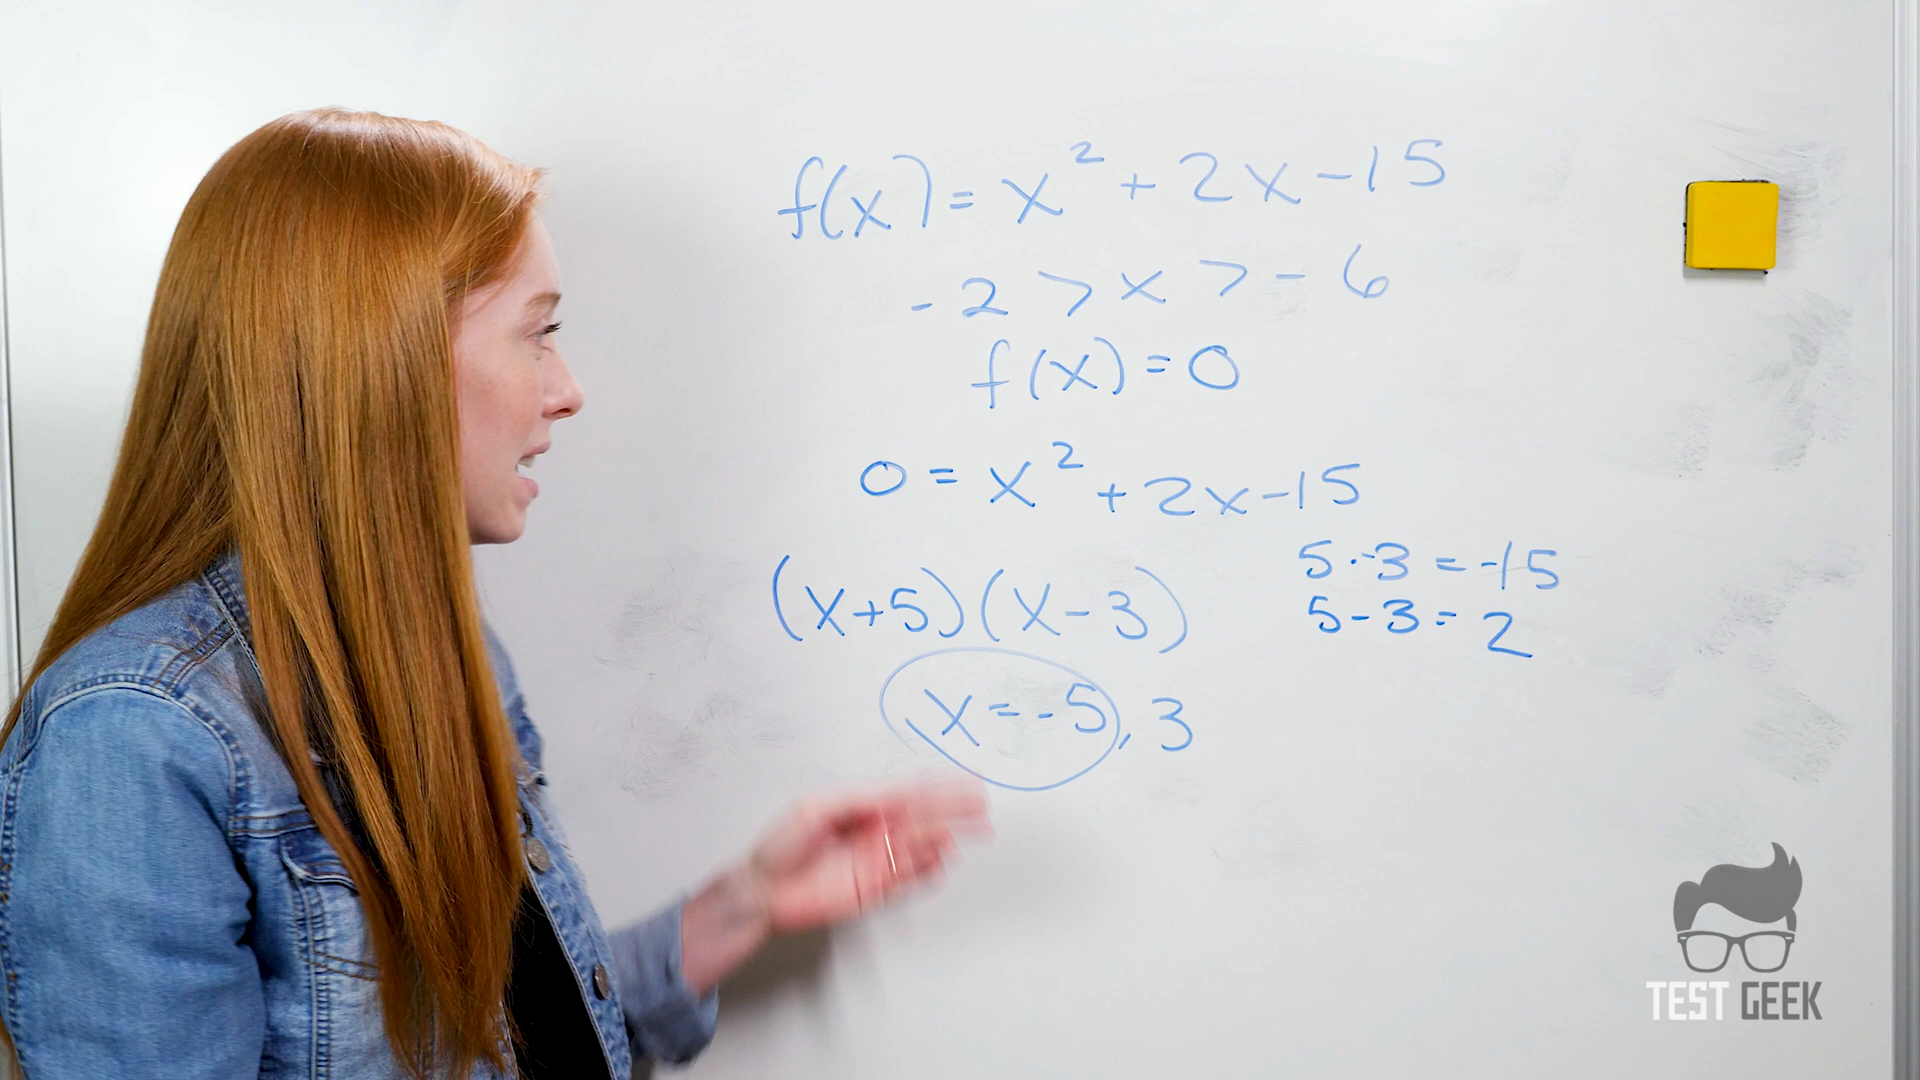 f(x) = x² + 2x - 15
-2 > x > -6
f(x) = 0
0 = x² + 2x - 15
5 · -3 = -15
(x+5)(x-3)
5 - 3 = 2
x = -5, 3
TEST GEEK